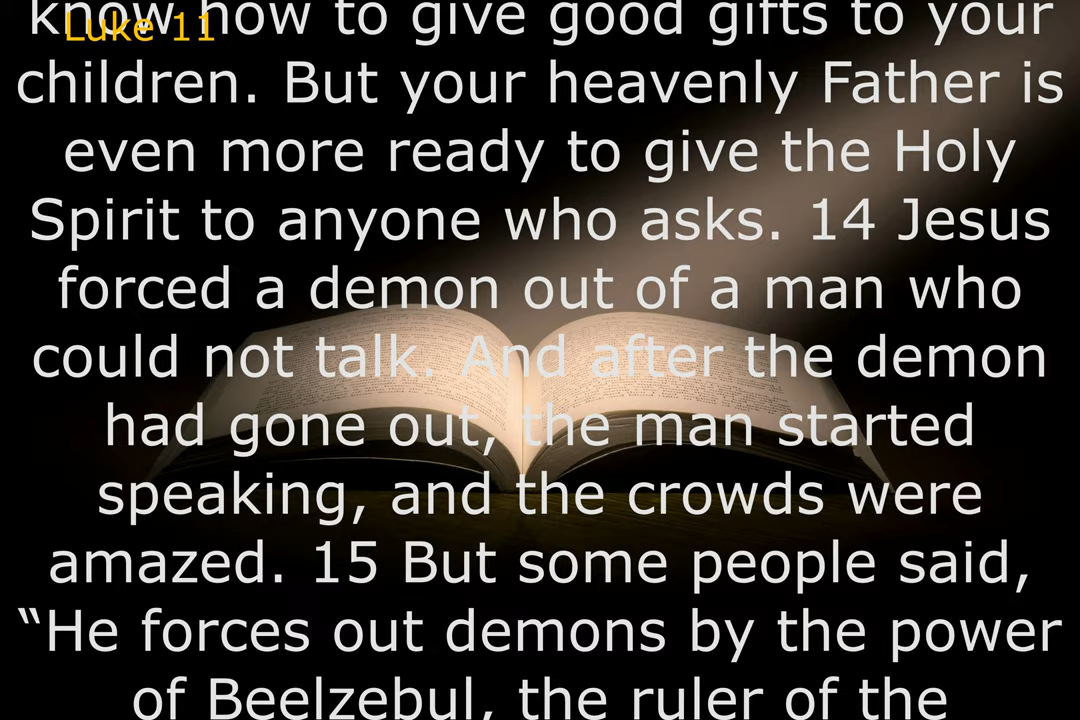 Luke 11
know how to give good gifts to your
children. But your heavenly Father is
even more ready to give the Holy
Spirit to anyone who asks. 14 Jesus
forced a demon out of a man who
could not talk. And after the demon
had gone out, the man started
speaking, and the crowds were
amazed. 15 But some people said,
“He forces out demons by the power
of Beelzebul, the ruler of the